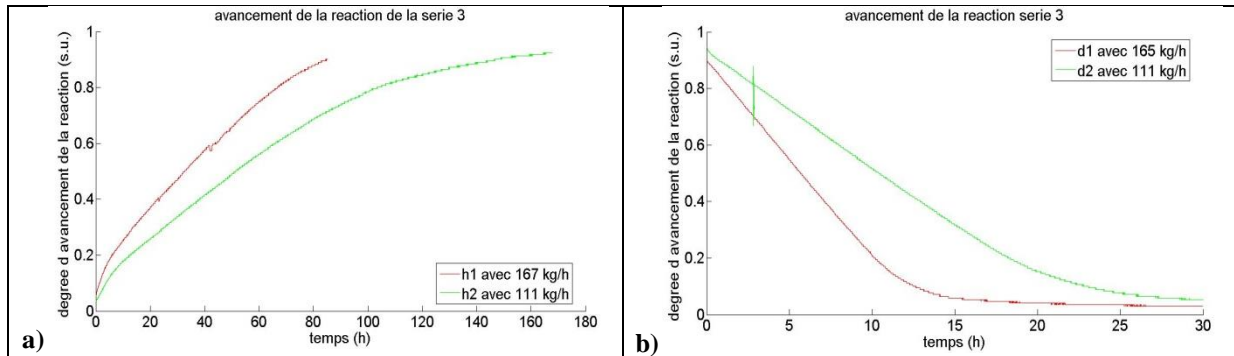 avancement de la reaction de la serie 3
degree d avancement de la reaction (s.u.)
1
0.8
0.6
0.4
0.2
0
0 20 40 60 80 100 120 140 160 180
temps (h)
h1 avec 167 kg/h
h2 avec 111 kg/h
a)
avancement de la reaction serie 3
degree d avancement de la reaction (s.u.)
1
0.8
0.6
0.4
0.2
0
0 5 10 15 20 25 30
temps (h)
d1 avec 165 kg/h
d2 avec 111 kg/h
b)